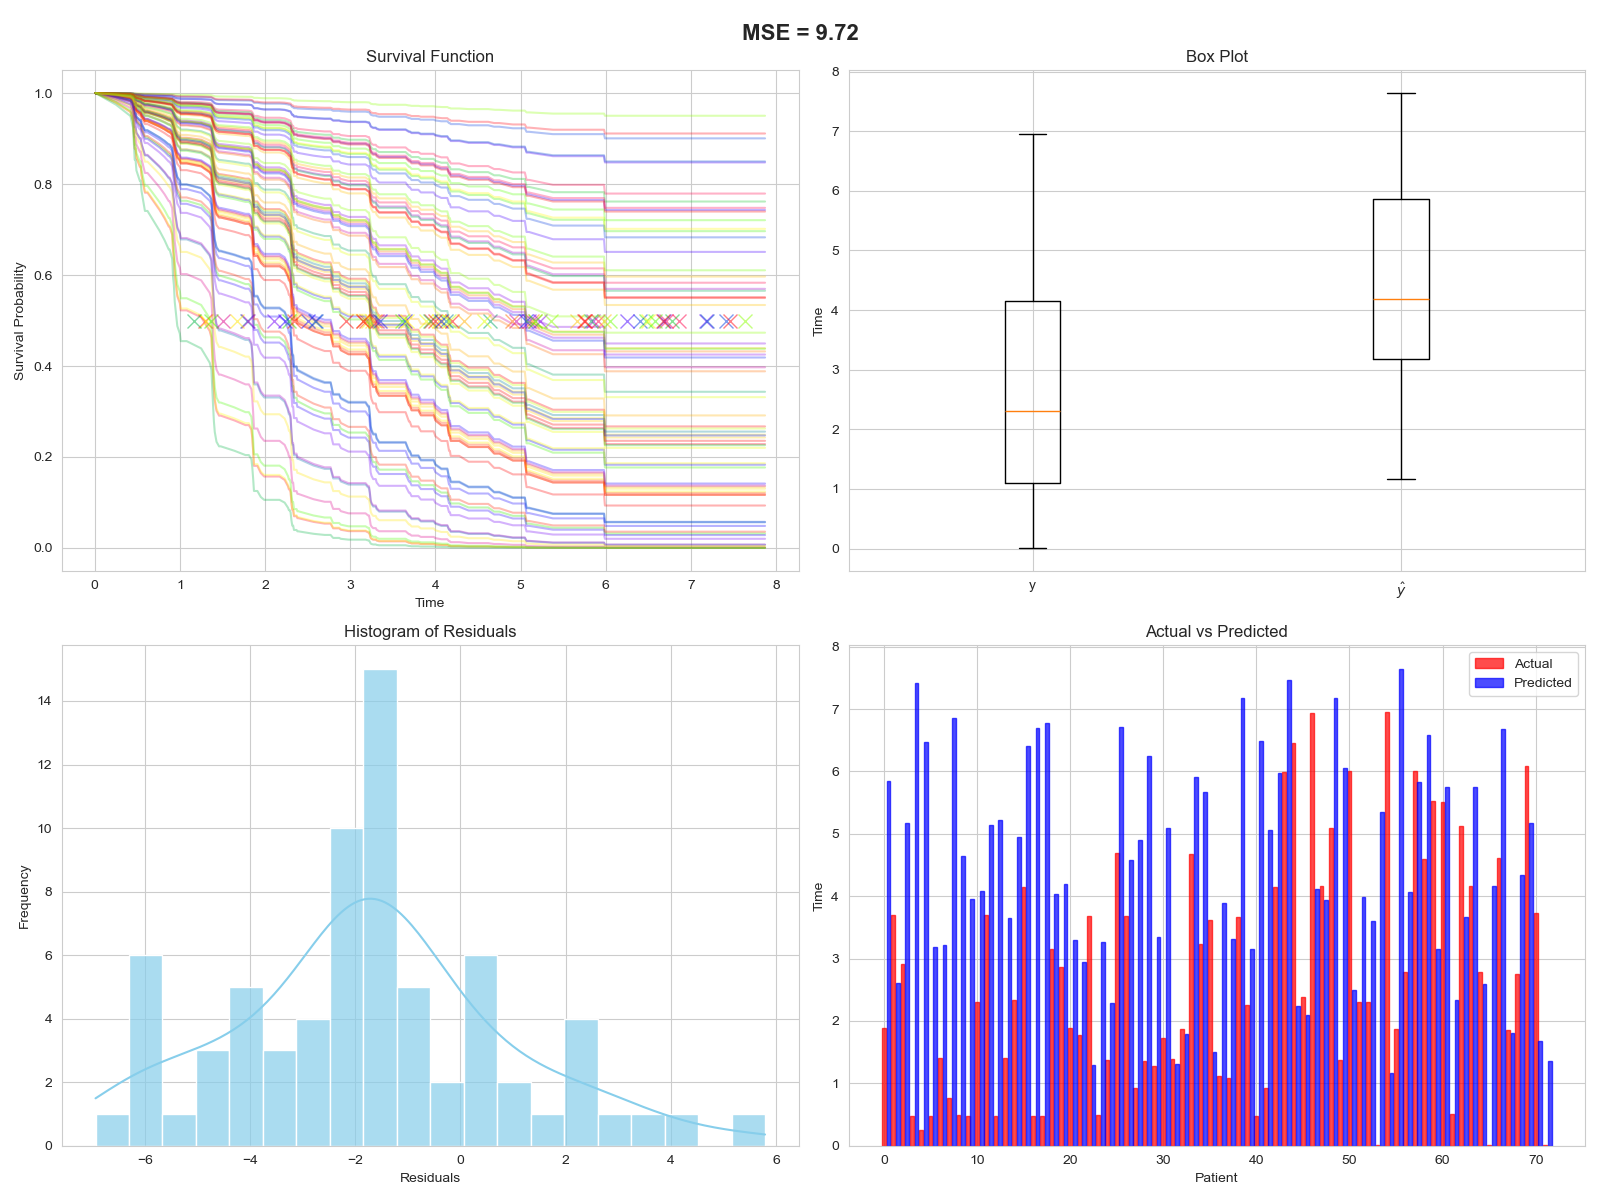 MSE = 9.72
Survival Function
Survival Probability
1.0
0.8
0.6
0.4
0.2
0.0
0 1 2 3 4 5 6 7 8
Time
Box Plot
Time
8
7
6
5
4
3
2
1
0
y ŷ
Histogram of Residuals
Frequency
14
12
10
8
6
4
2
0
−6 −4 −2 0 2 4 6
Residuals
Actual vs Predicted
Time
8
7
6
5
4
3
2
1
0
Actual
Predicted
0 10 20 30 40 50 60 70
Patient